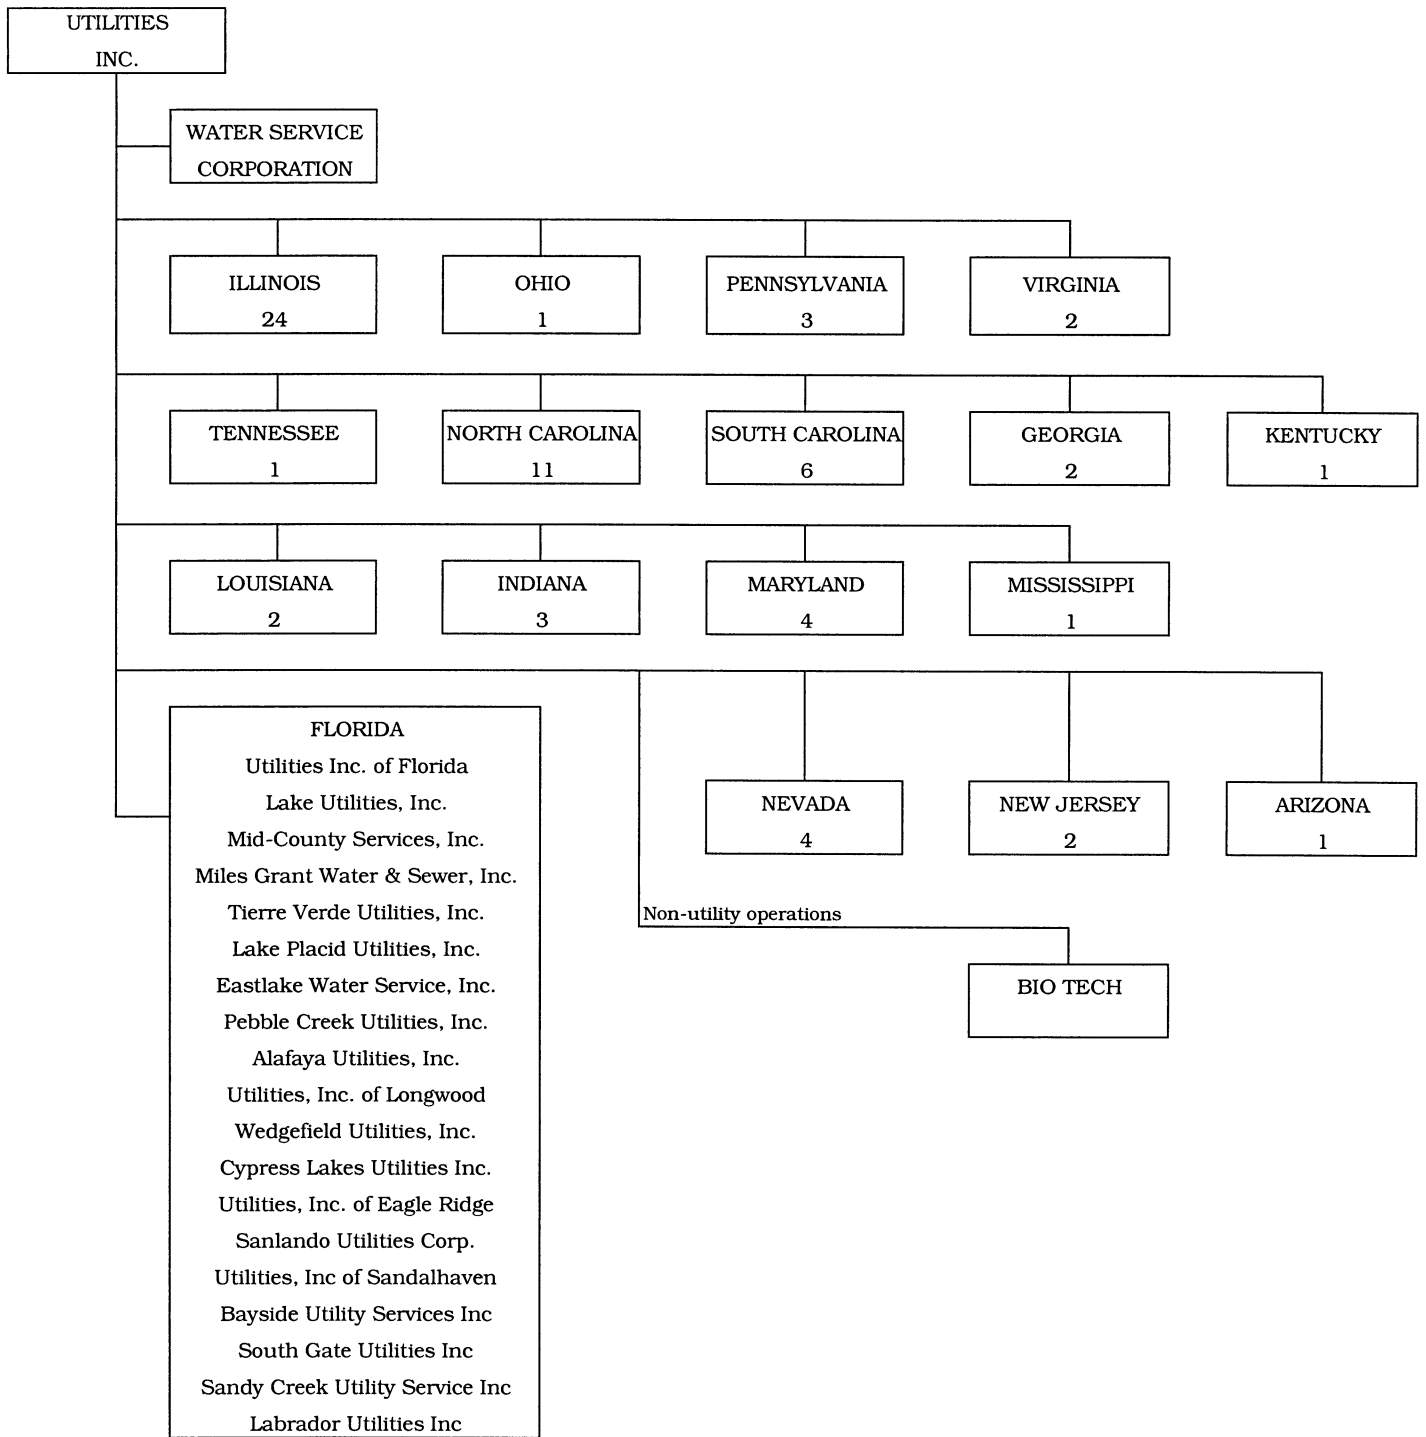 UTILITIES
INC.
WATER SERVICE
CORPORATION
ILLINOIS
24
OHIO
1
PENNSYLVANIA
3
VIRGINIA
2
TENNESSEE
1
NORTH CAROLINA
11
SOUTH CAROLINA
6
GEORGIA
2
KENTUCKY
1
LOUISIANA
2
INDIANA
3
MARYLAND
4
MISSISSIPPI
1
FLORIDA
Utilities Inc. of Florida
Lake Utilities, Inc.
Mid-County Services, Inc.
Miles Grant Water & Sewer, Inc.
Tierre Verde Utilities, Inc.
Lake Placid Utilities, Inc.
Eastlake Water Service, Inc.
Pebble Creek Utilities, Inc.
Alafaya Utilities, Inc.
Utilities, Inc. of Longwood
Wedgefield Utilities, Inc.
Cypress Lakes Utilities Inc.
Utilities, Inc. of Eagle Ridge
Sanlando Utilities Corp.
Utilities, Inc of Sandalhaven
Bayside Utility Services Inc
South Gate Utilities Inc
Sandy Creek Utility Service Inc
Labrador Utilities Inc
NEVADA
4
NEW JERSEY
2
ARIZONA
1
Non-utility operations
BIO TECH